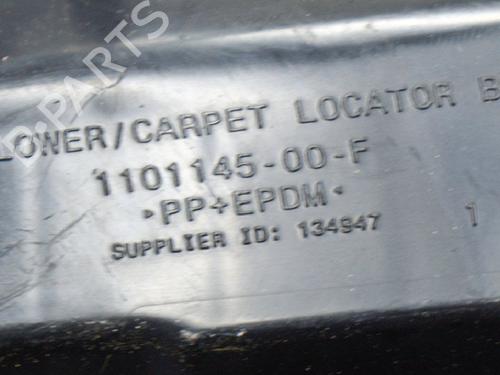 LOWER/CARPET LOCATOR B
1101145-00-F
PP+EPDM
SUPPLIER ID: 134947
1
B-PARTS